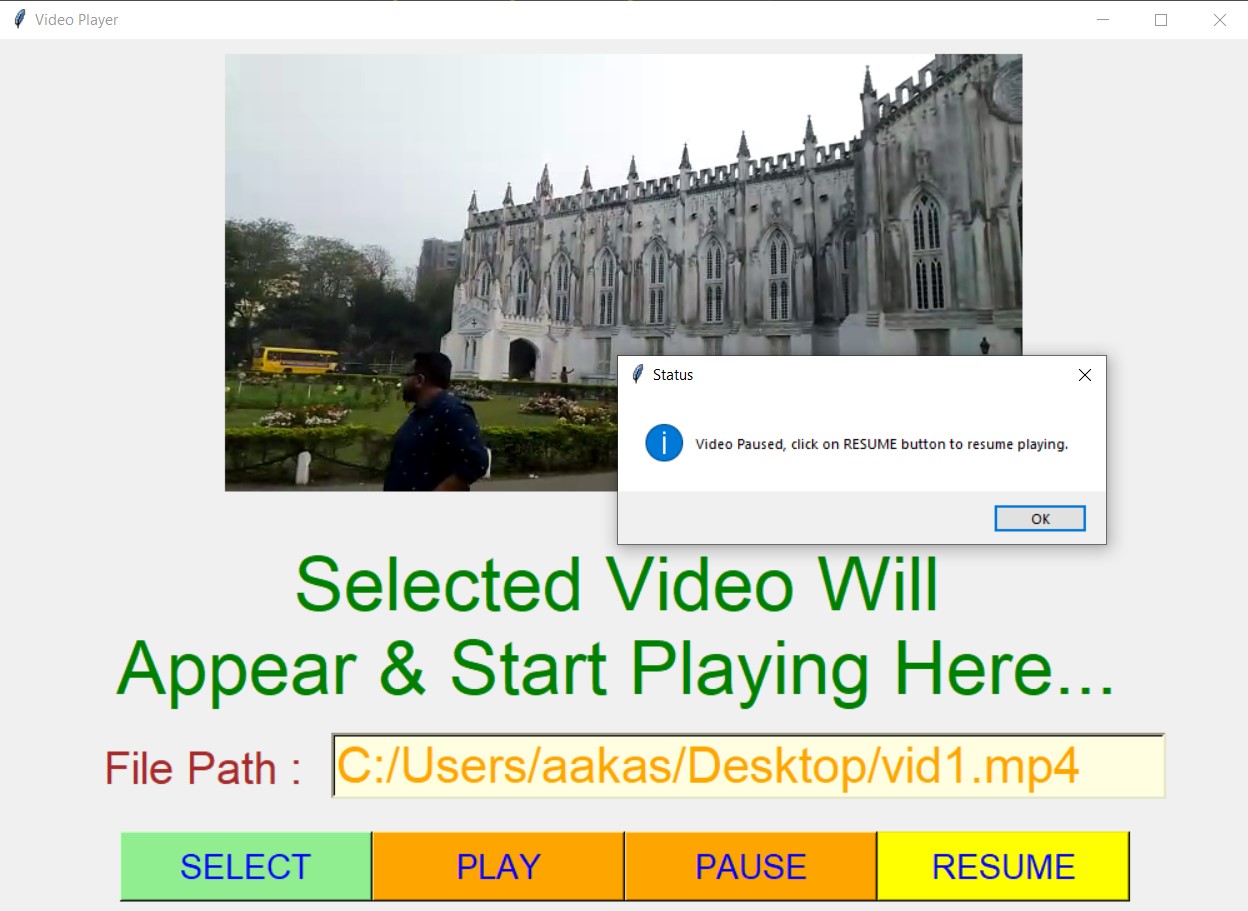 Video Player
Status
Video Paused, click on RESUME button to resume playing.
OK
Selected Video Will
Appear & Start Playing Here...
File Path : C:/Users/aakas/Desktop/vid1.mp4
SELECT PLAY PAUSE RESUME